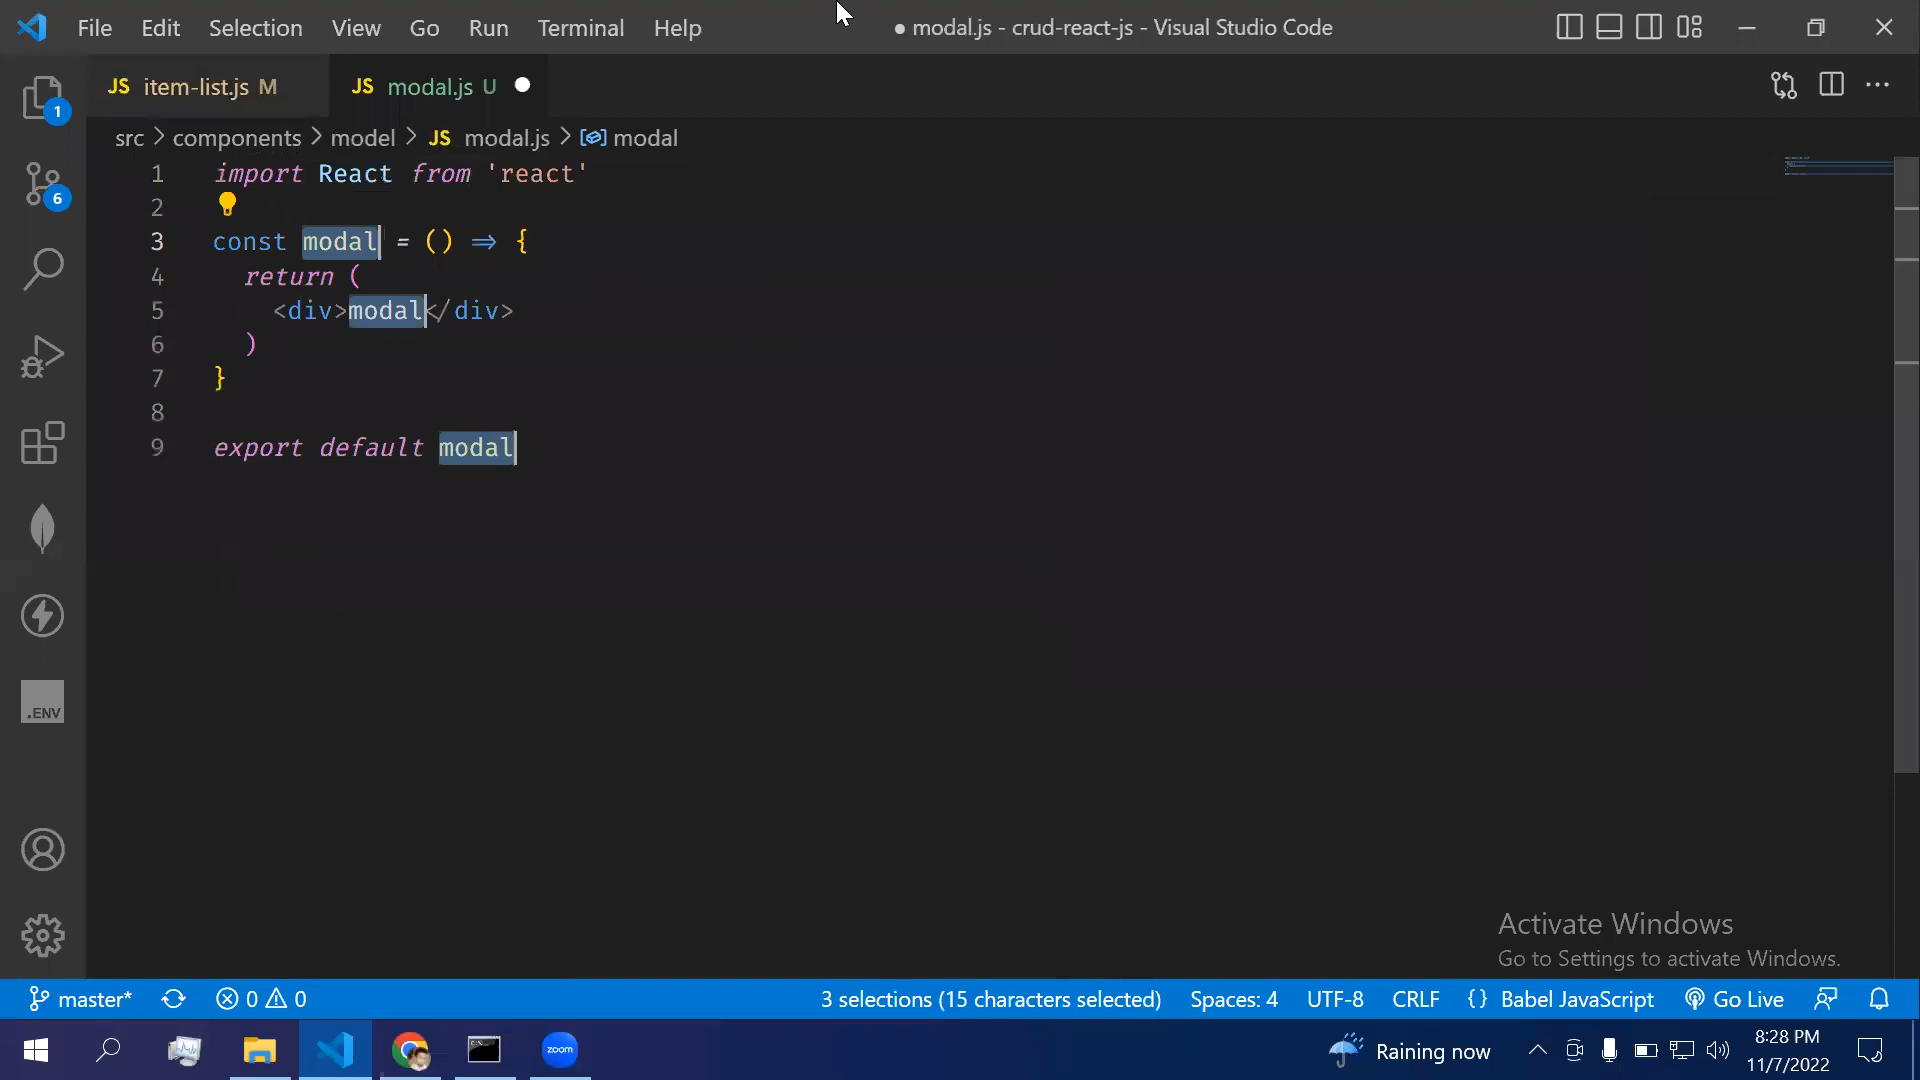 File Edit Selection View Go Run Terminal Help ● modal.js - crud-react-js - Visual Studio Code
JS item-list.js M JS modal.js U
1
src > components > model > JS modal.js > modal
1 import React from 'react'
2
3 const modal = () => {
4 return (
5 <div>modal</div>
6 )
7 }
8
9 export default modal
6
.ENV
Activate Windows
Go to Settings to activate Windows.
master* 0 0 3 selections (15 characters selected) Spaces: 4 UTF-8 CRLF {} Babel JavaScript Go Live
zoom Raining now 8:28 PM
11/7/2022